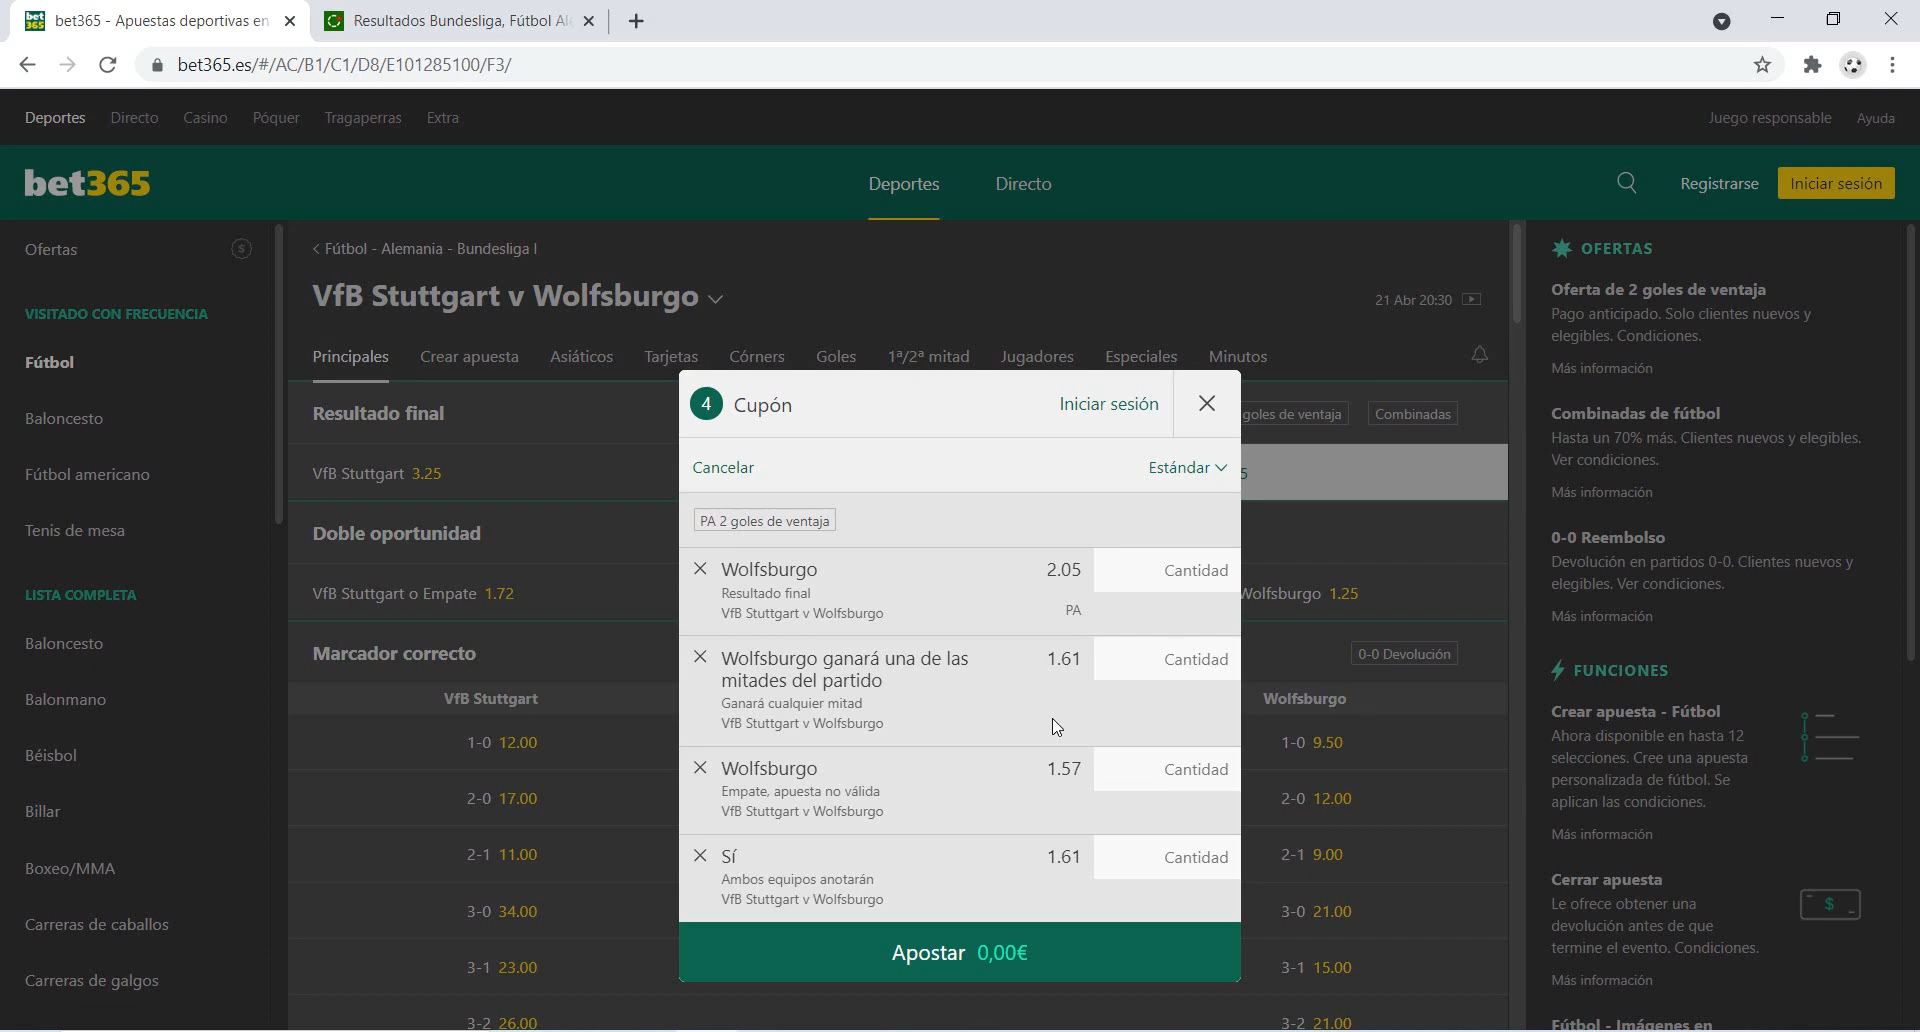 bet365 - Apuestas deportivas en
Resultados Bundesliga, Fútbol Al
bet365.es/#/AC/B1/C1/D8/E101285100/F3/
Deportes Directo Casino Póquer Tragaperras Extra
Juego responsable Ayuda
bet365
Deportes Directo
Registrarse Iniciar sesión
Ofertas
VISITADO CON FRECUENCIA
Fútbol
Baloncesto
Fútbol americano
Tenis de mesa
LISTA COMPLETA
Baloncesto
Balonmano
Béisbol
Billar
Boxeo/MMA
Carreras de caballos
Carreras de galgos
< Fútbol - Alemania - Bundesliga I
VfB Stuttgart v Wolfsburgo
21 Abr 20:30
Principales Crear apuesta Asiáticos Tarjetas Córners Goles 1ª/2ª mitad Jugadores Especiales Minutos
Resultado final
goles de ventaja Combinadas
VfB Stuttgart 3.25
5
Doble oportunidad
VfB Stuttgart o Empate 1.72
Wolfsburgo 1.25
Marcador correcto
0-0 Devolución
VfB Stuttgart
Wolfsburgo
1-0 12.00
1-0 9.50
2-0 17.00
2-0 12.00
2-1 11.00
2-1 9.00
3-0 34.00
3-0 21.00
3-1 23.00
3-1 15.00
3-2 26.00
3-2 21.00
4 Cupón
Iniciar sesión
Cancelar
Estándar
PA 2 goles de ventaja
Wolfsburgo 2.05 Cantidad
Resultado final
VfB Stuttgart v Wolfsburgo PA
Wolfsburgo ganará una de las 1.61 Cantidad
mitades del partido
Ganará cualquier mitad
VfB Stuttgart v Wolfsburgo
Wolfsburgo 1.57 Cantidad
Empate, apuesta no válida
VfB Stuttgart v Wolfsburgo
Sí 1.61 Cantidad
Ambos equipos anotarán
VfB Stuttgart v Wolfsburgo
Apostar 0,00€
OFERTAS
Oferta de 2 goles de ventaja
Pago anticipado. Solo clientes nuevos y
elegibles. Condiciones.
Más información
Combinadas de fútbol
Hasta un 70% más. Clientes nuevos y elegibles.
Ver condiciones.
Más información
0-0 Reembolso
Devolución en partidos 0-0. Clientes nuevos y
elegibles. Ver condiciones.
Más información
FUNCIONES
Crear apuesta - Fútbol
Ahora disponible en hasta 12
selecciones. Cree una apuesta
personalizada de fútbol. Se
aplican las condiciones.
Más información
Cerrar apuesta
Le ofrece obtener una
devolución antes de que
termine el evento. Condiciones.
Más información
Fútbol - Imágenes en